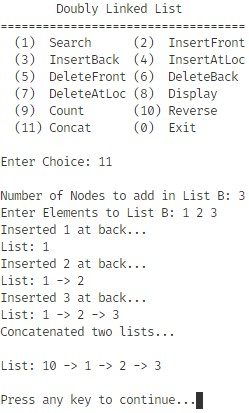 Doubly Linked List
===================================
(1) Search (2) InsertFront
(3) InsertBack (4) InsertAtLoc
(5) DeleteFront (6) DeleteBack
(7) DeleteAtLoc (8) Display
(9) Count (10) Reverse
(11) Concat (0) Exit
Enter Choice: 11
Number of Nodes to add in List B: 3
Enter Elements to List B: 1 2 3
Inserted 1 at back...
List: 1
Inserted 2 at back...
List: 1 -> 2
Inserted 3 at back...
List: 1 -> 2 -> 3
Concatenated two lists...
List: 10 -> 1 -> 2 -> 3
Press any key to continue...